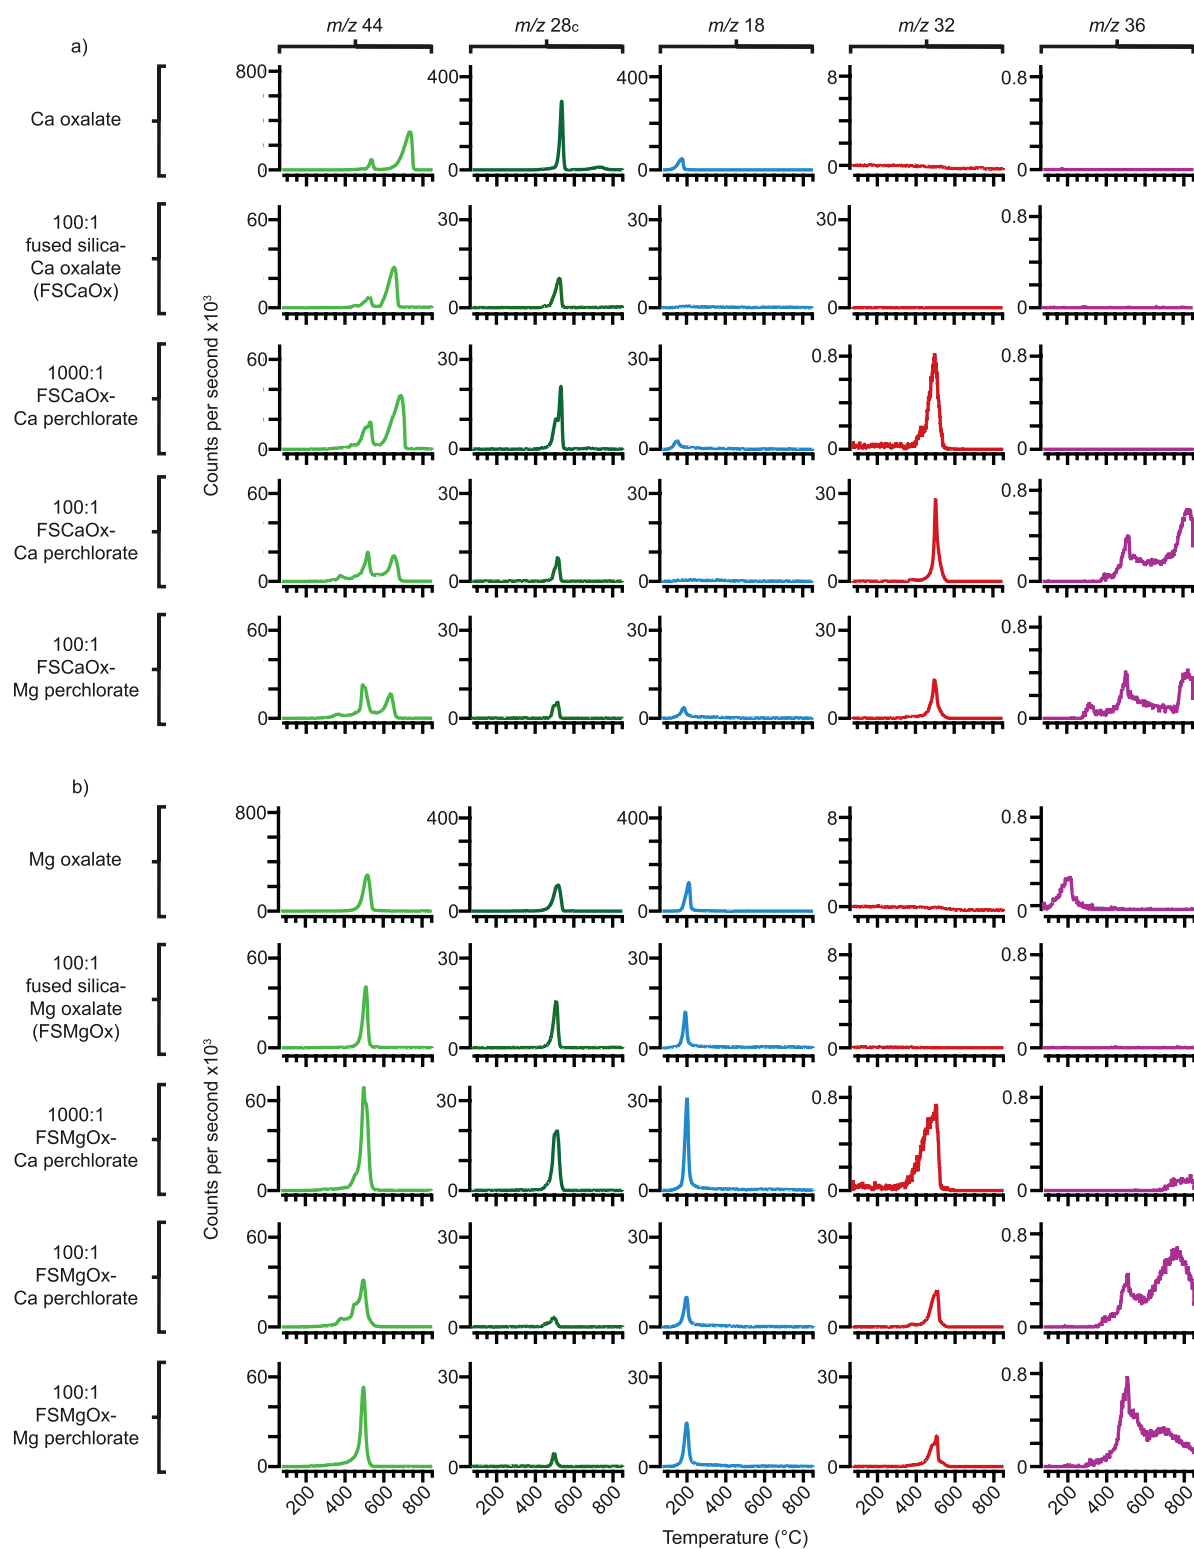 m/z 44 m/z 28c m/z 18 m/z 32 m/z 36
a)
Ca oxalate
800 0 400 0 400 0 8 0 0.8 0
100:1
fused silica-
Ca oxalate
(FSCaOx)
60 0 30 0 30 0 30 0 0.8 0
1000:1
FSCaOx-
Ca perchlorate
60 0 30 0 30 0 0.8 0 0.8 0
100:1
FSCaOx-
Ca perchlorate
60 0 30 0 30 0 30 0 0.8 0
100:1
FSCaOx-
Mg perchlorate
60 0 30 0 30 0 30 0 0.8 0
Counts per second x10³
b)
Mg oxalate
800 0 400 0 400 0 8 0 0.8 0
100:1
fused silica-
Mg oxalate
(FSMgOx)
60 0 30 0 30 0 8 0 0.8 0
1000:1
FSMgOx-
Ca perchlorate
60 0 30 0 30 0 0.8 0 0.8 0
100:1
FSMgOx-
Ca perchlorate
60 0 30 0 30 0 30 0 0.8 0
100:1
FSMgOx-
Mg perchlorate
60 0 30 0 30 0 30 0 0.8 0
Counts per second x10³
200 400 600 800 200 400 600 800 200 400 600 800 200 400 600 800 200 400 600 800
Temperature (°C)